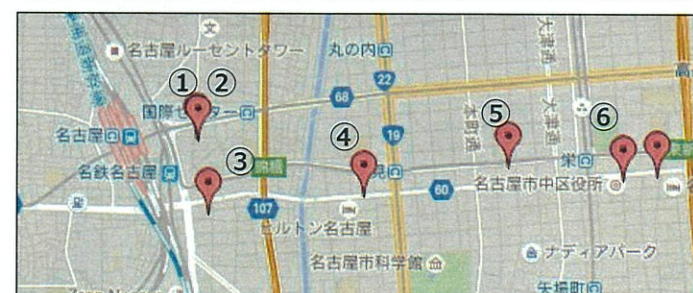 名古屋ルーセントタワー
丸の内
大津通
① ②
国際セ ター
68
22
名古屋
④
19
本町通
大津通
⑤
⑥
名鉄名古屋
③
見
栄
60
名古屋市中区役所
107
ヒルトン名古屋
名古屋市科学館
ナディアパーク
矢場町